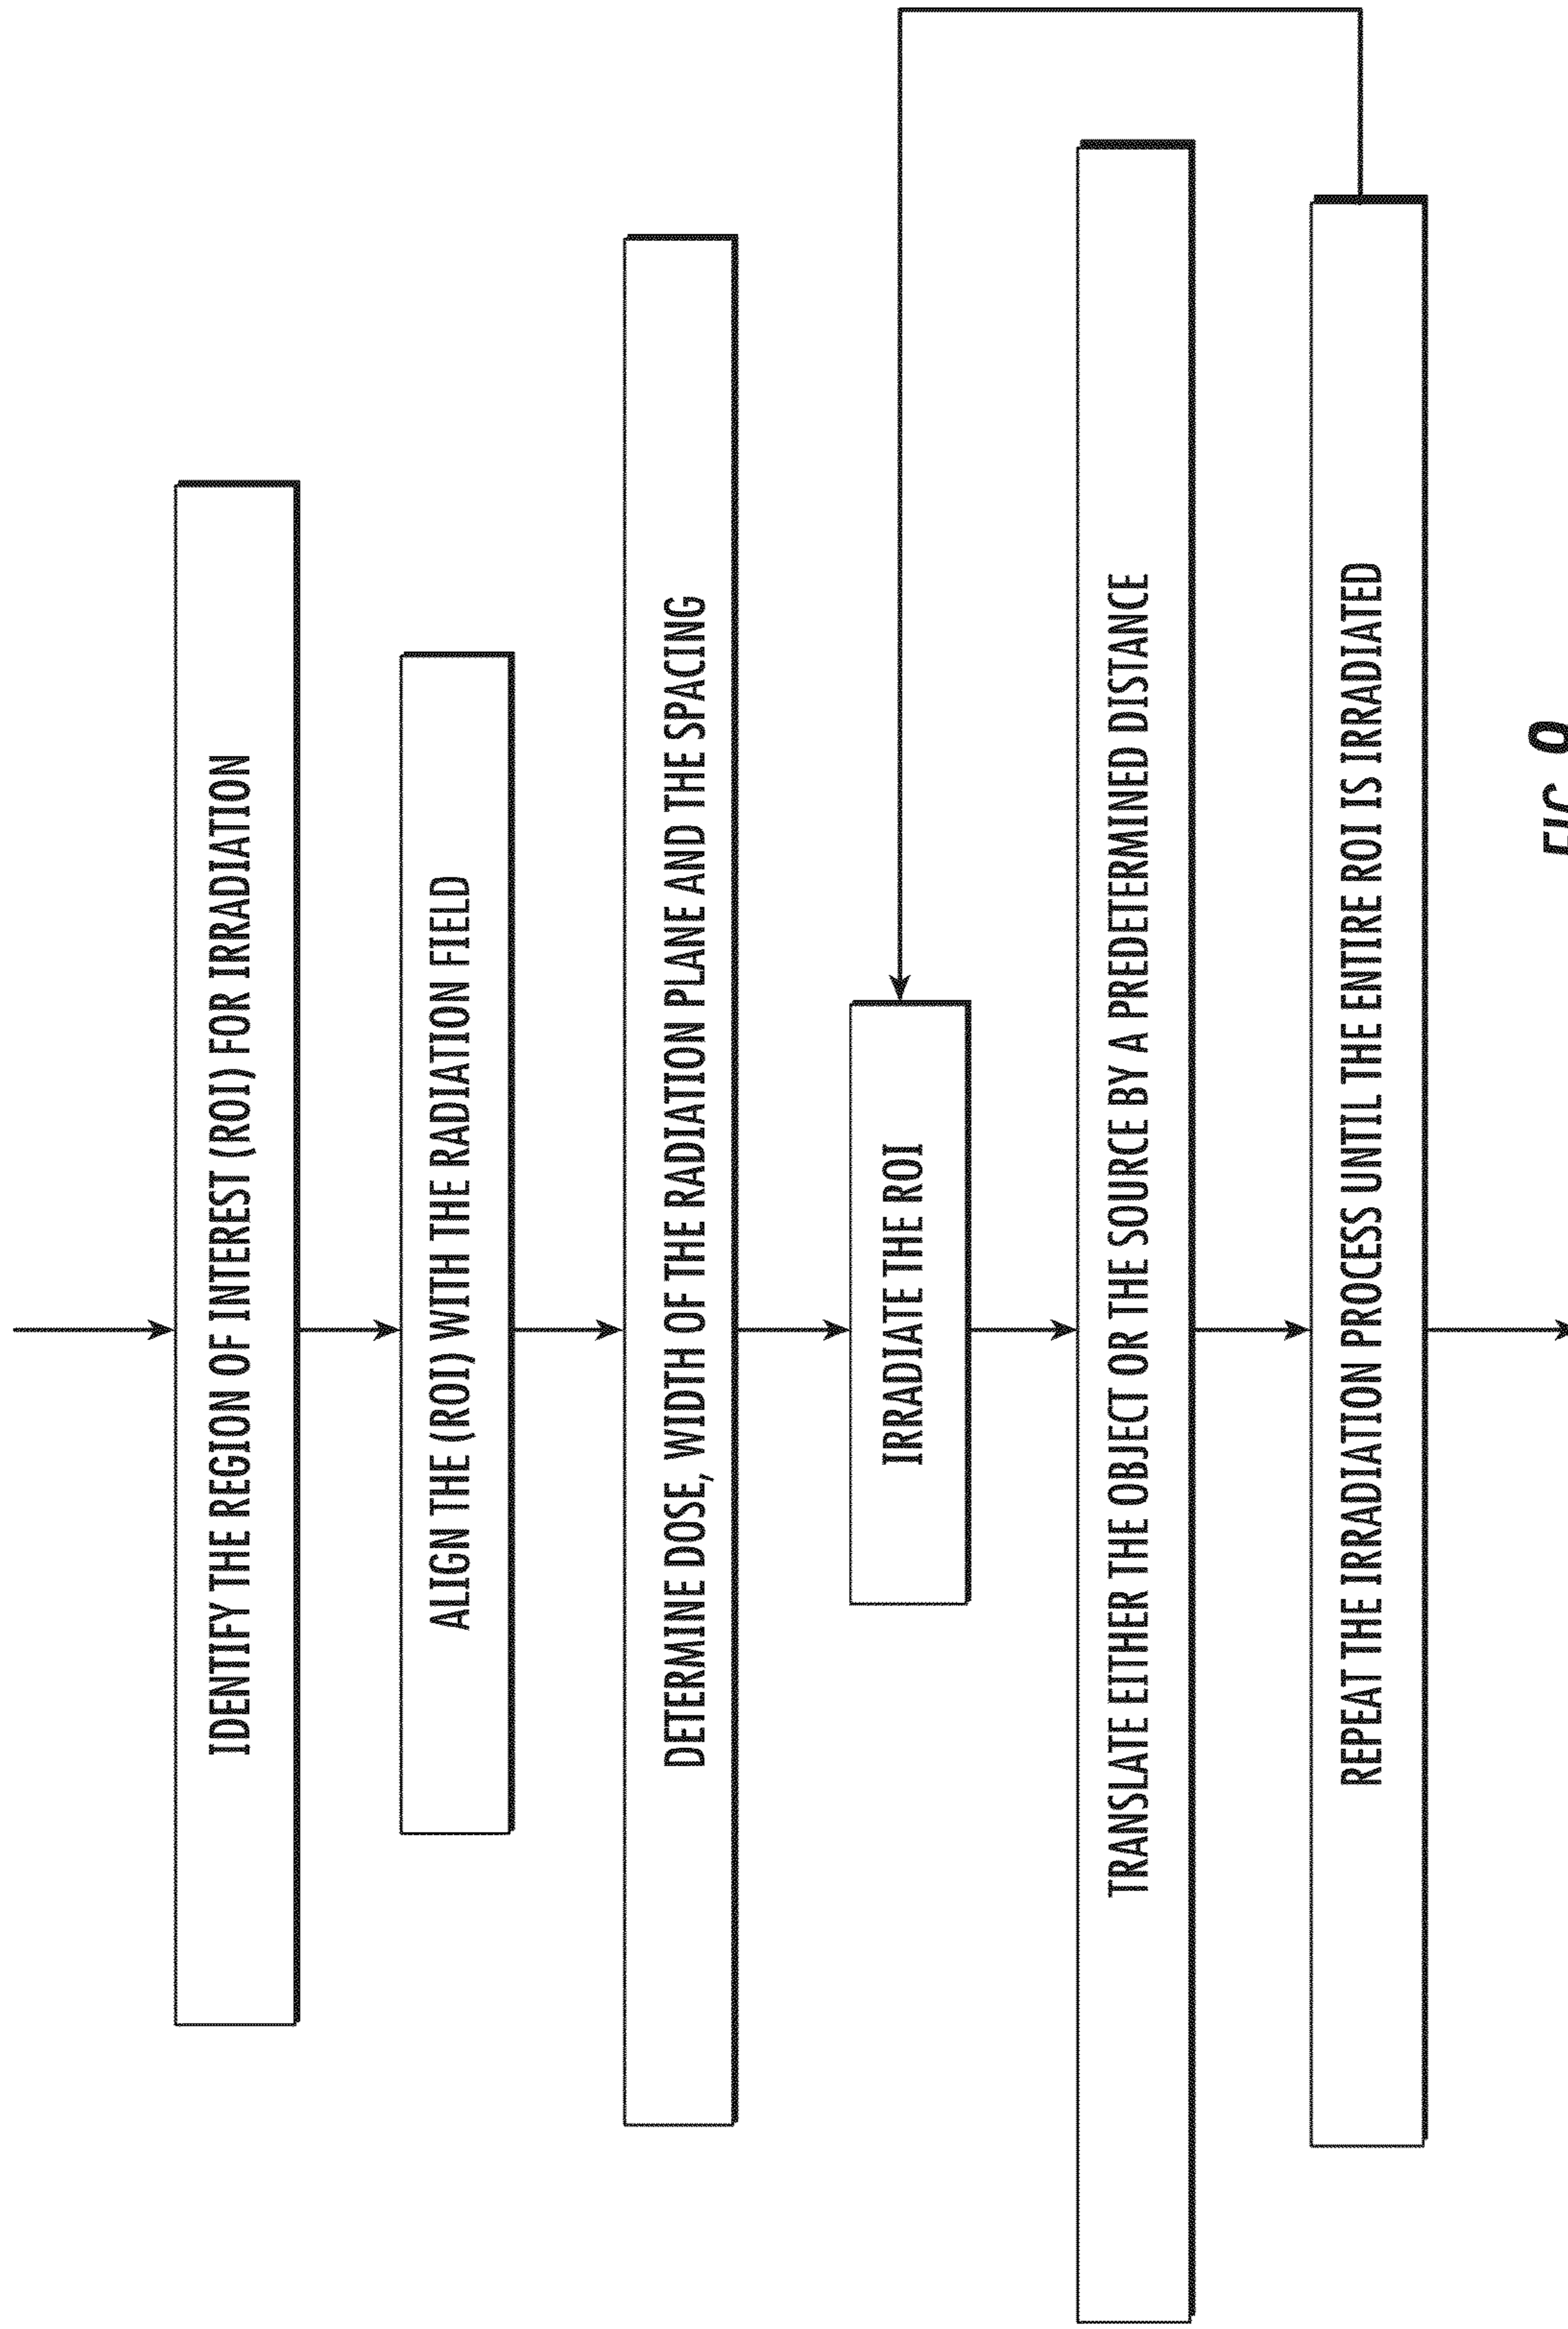 IDENTIFY THE REGION OF INTEREST (ROI) FOR IRRADIATION
ALIGN THE (ROI) WITH THE RADIATION FIELD
DETERMINE DOSE, WIDTH OF THE RADIATION PLANE AND THE SPACING
IRRADIATE THE ROI
TRANSLATE EITHER THE OBJECT OR THE SOURCE BY A PREDETERMINED DISTANCE
REPEAT THE IRRADIATION PROCESS UNTIL THE ENTIRE ROI IS IRRADIATED
FIG